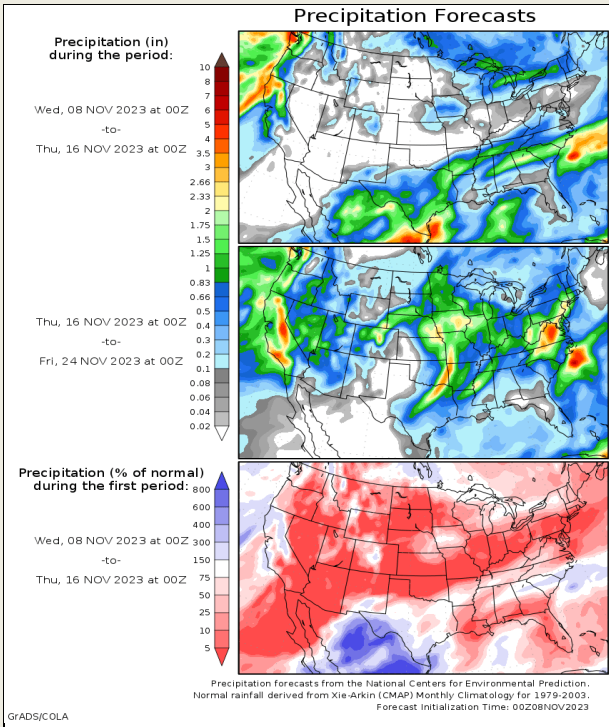 Precipitation Forecasts
Precipitation (in)
during the period:
Wed, 08 NOV 2023 at 00Z
-to-
Thu, 16 NOV 2023 at 00Z
10
8
7
6
5
4
3.5
3
2.66
2.33
2
1.75
1.5
1.25
1
0.83
0.66
0.5
0.4
0.3
0.2
0.1
0.08
0.06
0.04
0.02
Thu, 16 NOV 2023 at 00Z
-to-
Fri, 24 NOV 2023 at 00Z
Precipitation (% of normal)
during the first period:
Wed, 08 NOV 2023 at 00Z
-to-
Thu, 16 NOV 2023 at 00Z
800
600
400
300
150
75
50
25
10
5
Precipitation forecasts from the National Centers for Environmental Prediction.
Normal rainfall derived from Xie-Arkin (CMAP) Monthly Climatology for 1979-2003.
Forecast Initialization Time: 00Z08NOV2023
GrADS/COLA